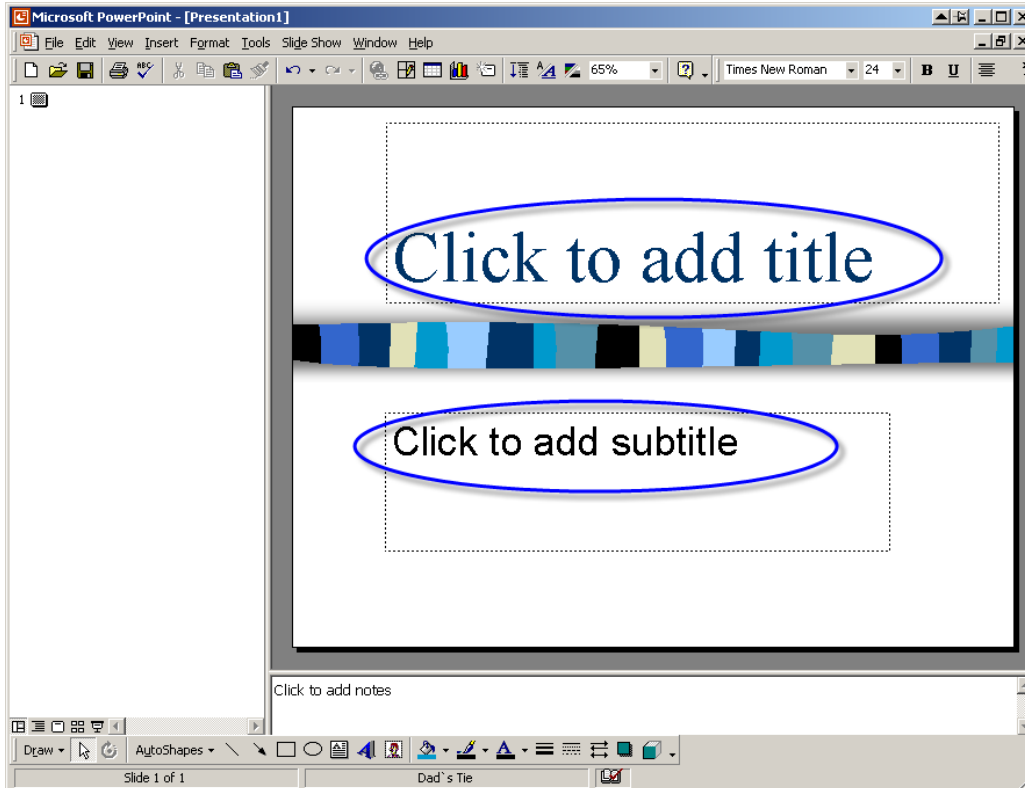 Microsoft PowerPoint - [Presentation1]
File Edit View Insert Format Tools Slide Show Window Help
ABC 65% Times New Roman 24 B U
1
Click to add title
Click to add subtitle
Click to add notes
Draw AutoShapes
Slide 1 of 1 Dad`s Tie